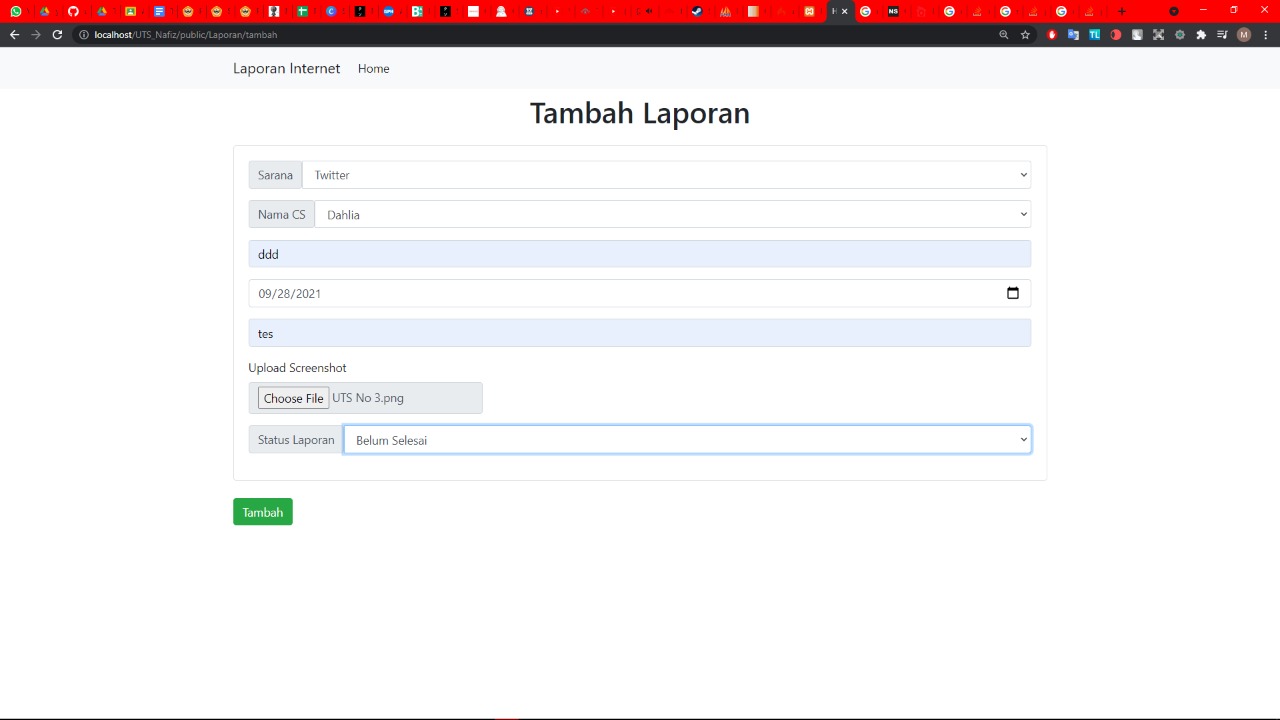 localhost/UTS_Nafiz/public/Laporan/tambah
Laporan Internet Home
Tambah Laporan
Sarana Twitter
Nama CS Dahlia
ddd
09/28/2021
tes
Upload Screenshot
Choose File UTS No 3.png
Status Laporan Belum Selesai
Tambah